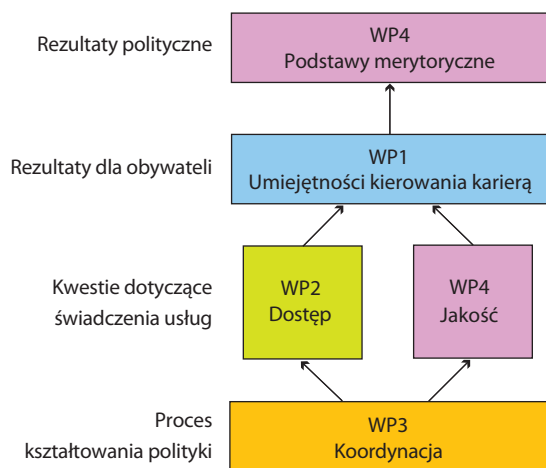 Rezultaty polityczne
WP4
Podstawy merytoryczne
Rezultaty dla obywateli
WP1
Umiejętności kierowania karierą
Kwestie dotyczące
świadczenia usług
WP2
Dostęp
WP4
Jakość
Proces
kształtowania polityki
WP3
Koordynacja